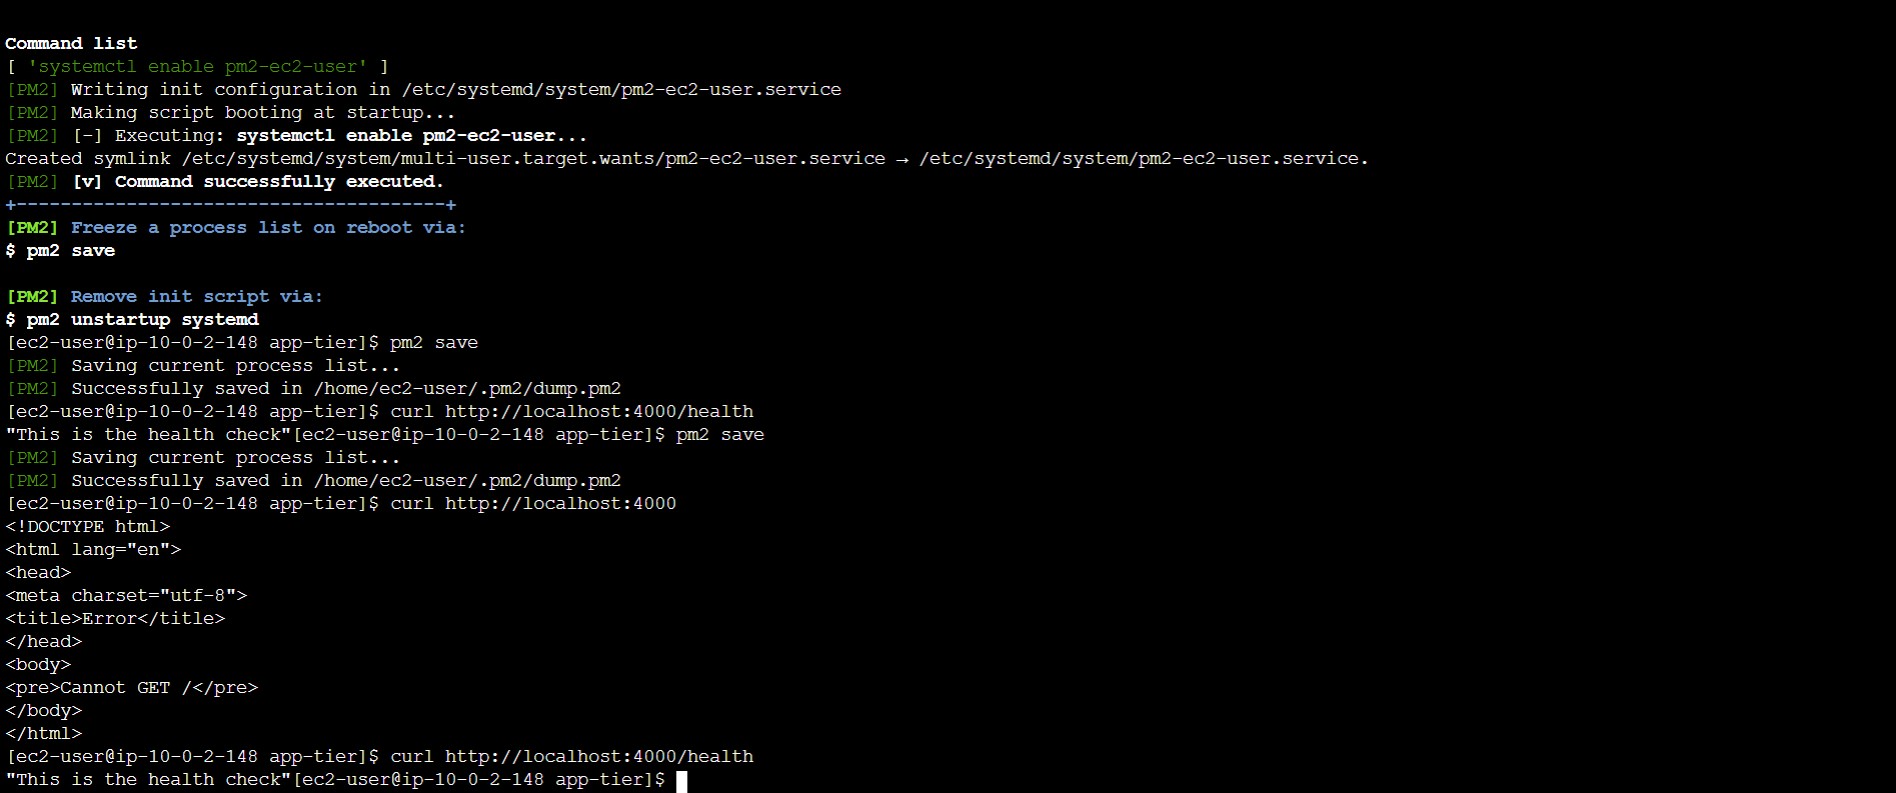 Command list
[ 'systemctl enable pm2-ec2-user' ]
[PM2] Writing init configuration in /etc/systemd/system/pm2-ec2-user.service
[PM2] Making script booting at startup...
[PM2] [-] Executing: systemctl enable pm2-ec2-user...
Created symlink /etc/systemd/system/multi-user.target.wants/pm2-ec2-user.service → /etc/systemd/system/pm2-ec2-user.service.
[PM2] [v] Command successfully executed.
+---------------------------------------+
[PM2] Freeze a process list on reboot via:
$ pm2 save
[PM2] Remove init script via:
$ pm2 unstartup systemd
[ec2-user@ip-10-0-2-148 app-tier]$ pm2 save
[PM2] Saving current process list...
[PM2] Successfully saved in /home/ec2-user/.pm2/dump.pm2
[ec2-user@ip-10-0-2-148 app-tier]$ curl http://localhost:4000/health
"This is the health check"[ec2-user@ip-10-0-2-148 app-tier]$ pm2 save
[PM2] Saving current process list...
[PM2] Successfully saved in /home/ec2-user/.pm2/dump.pm2
[ec2-user@ip-10-0-2-148 app-tier]$ curl http://localhost:4000
<!DOCTYPE html>
<html lang="en">
<head>
<meta charset="utf-8">
<title>Error</title>
</head>
<body>
<pre>Cannot GET /</pre>
</body>
</html>
[ec2-user@ip-10-0-2-148 app-tier]$ curl http://localhost:4000/health
"This is the health check"[ec2-user@ip-10-0-2-148 app-tier]$